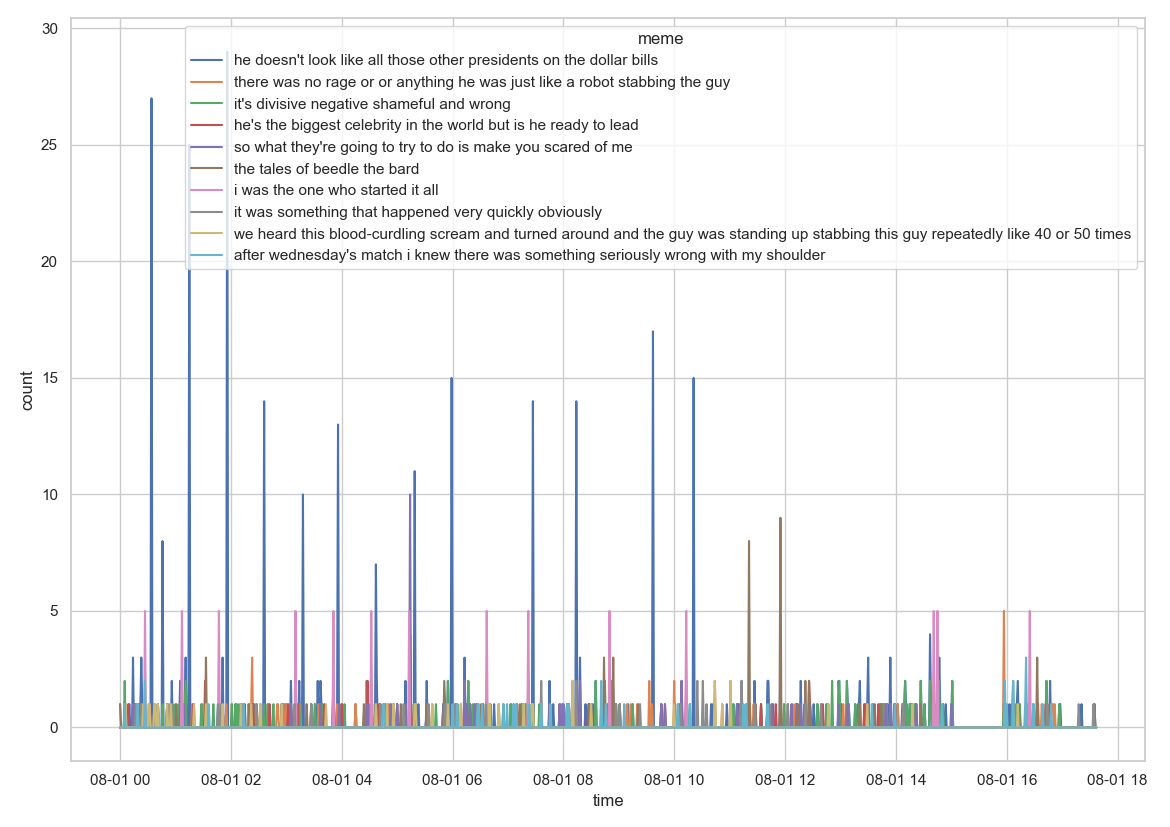 30
25
20
15
10
5
0
count
meme
he doesn't look like all those other presidents on the dollar bills
there was no rage or or anything he was just like a robot stabbing the guy
it's divisive negative shameful and wrong
he's the biggest celebrity in the world but is he ready to lead
so what they're going to try to do is make you scared of me
the tales of beedle the bard
i was the one who started it all
it was something that happened very quickly obviously
we heard this blood-curdling scream and turned around and the guy was standing up stabbing this guy repeatedly like 40 or 50 times
after wednesday's match i knew there was something seriously wrong with my shoulder
08-01 00 08-01 02 08-01 04 08-01 06 08-01 08 08-01 10 08-01 12 08-01 14 08-01 16 08-01 18
time